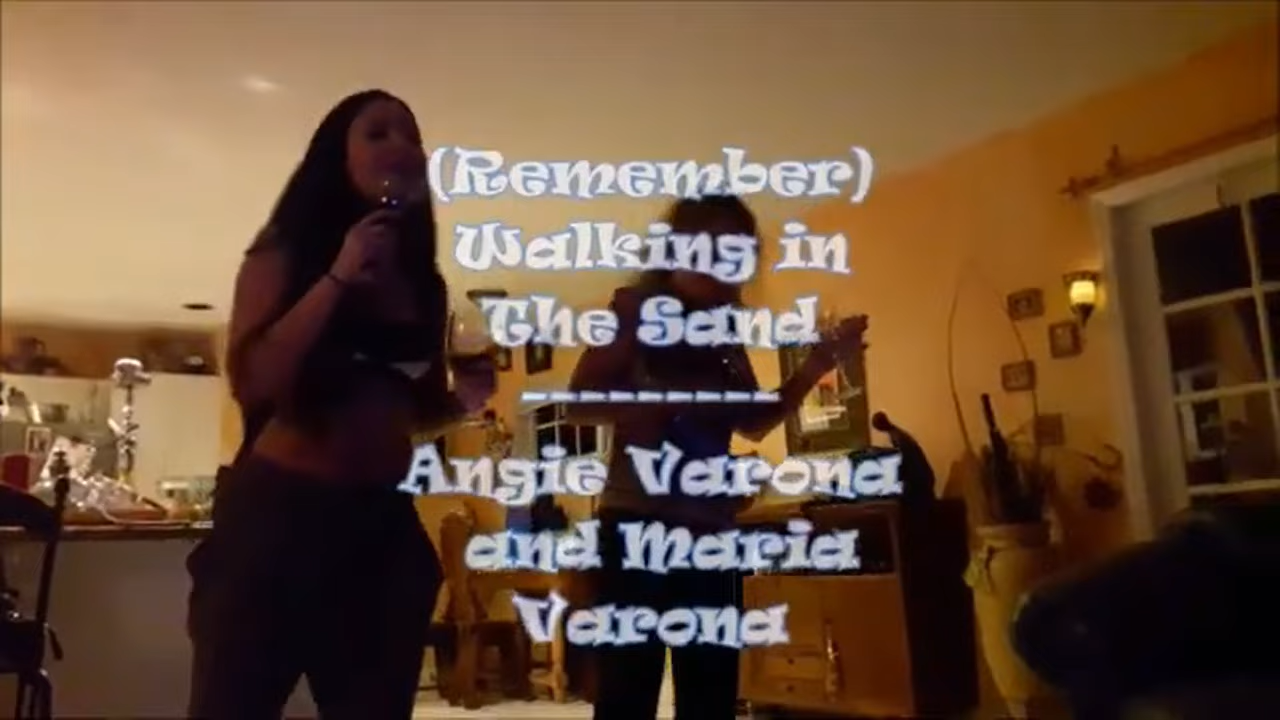 (Remember)
Walking in
The Sand
----------
Angie Varona
and Maria
Varona